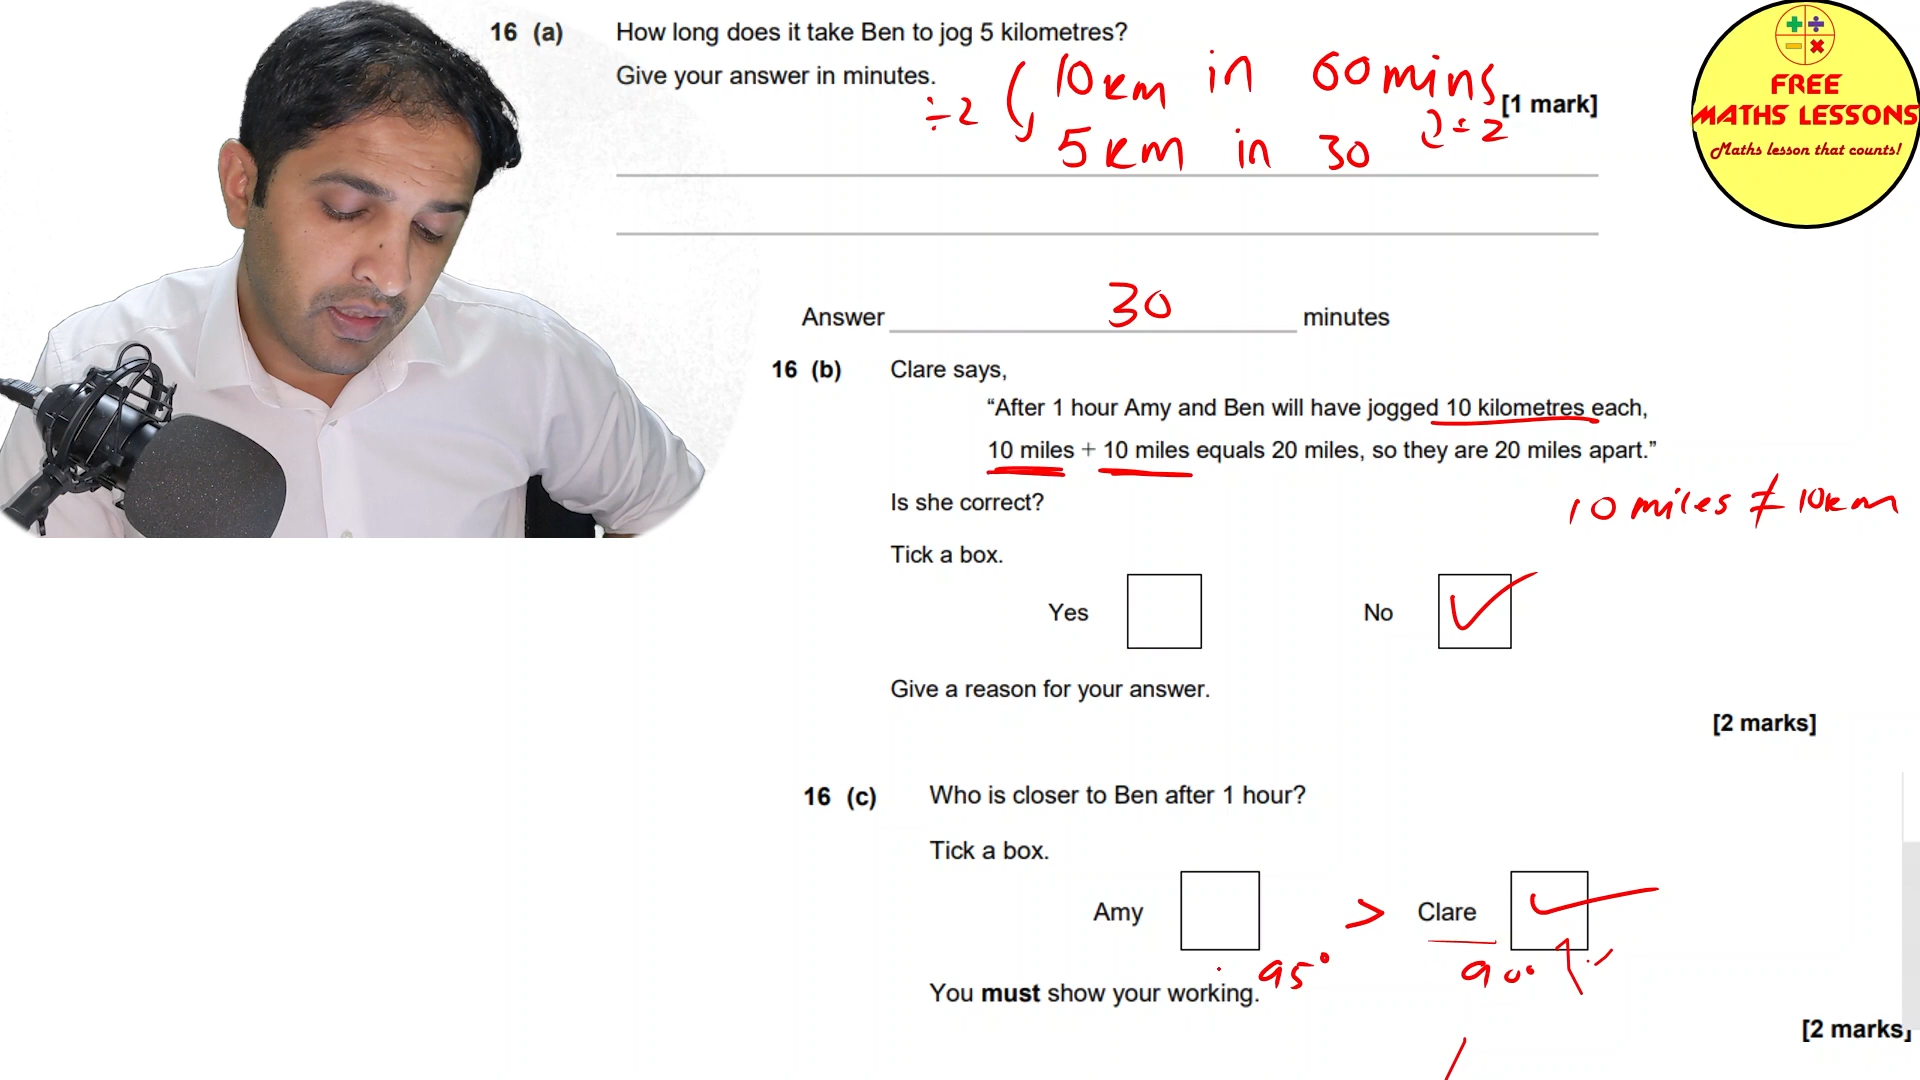 16 (a) How long does it take Ben to jog 5 kilometres?
Give your answer in minutes.
10km in 60mins
÷2 ÷2
[1 mark]
5km in 30
FREE
MATHS LESSONS
Maths lesson that counts!
Answer 30 minutes
16 (b) Clare says,
“After 1 hour Amy and Ben will have jogged 10 kilometres each,
10 miles + 10 miles equals 20 miles, so they are 20 miles apart.”
Is she correct?
10 miles ≠ 10km
Tick a box.
Yes No ✓
Give a reason for your answer.
[2 marks]
16 (c) Who is closer to Ben after 1 hour?
Tick a box.
Amy > Clare ✓
95° 90°
You must show your working.
[2 marks]